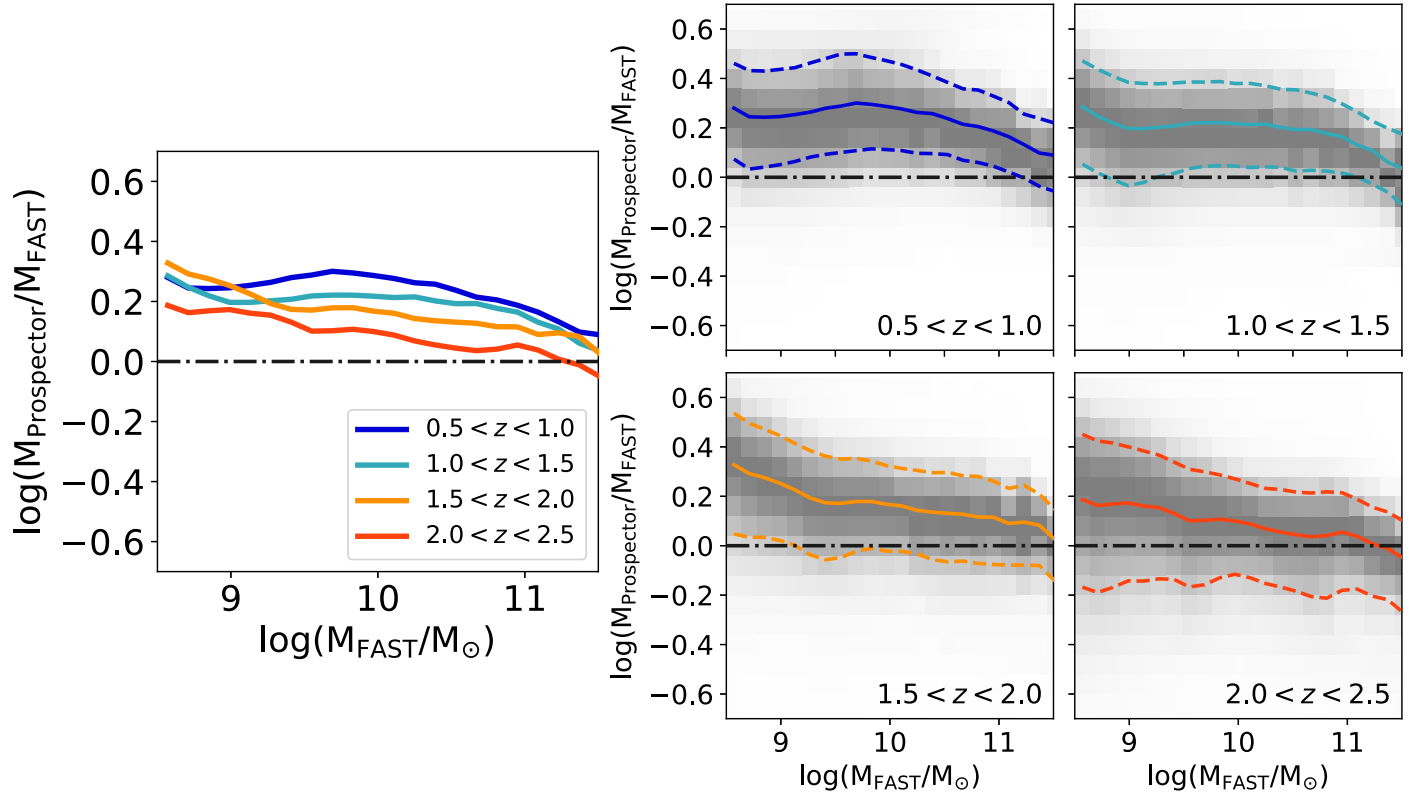 log(M_Prospector/M_FAST)
0.6
0.4
0.2
0.0
−0.2
−0.4
−0.6
0.5 < z < 1.0
1.0 < z < 1.5
1.5 < z < 2.0
2.0 < z < 2.5
9 10 11
log(M_FAST/M_⊙)
log(M_Prospector/M_FAST)
0.6
0.4
0.2
0.0
−0.2
−0.4
−0.6
0.5 < z < 1.0
1.0 < z < 1.5
log(M_Prospector/M_FAST)
0.6
0.4
0.2
0.0
−0.2
−0.4
−0.6
1.5 < z < 2.0
2.0 < z < 2.5
9 10 11
9 10 11
log(M_FAST/M_⊙)
log(M_FAST/M_⊙)